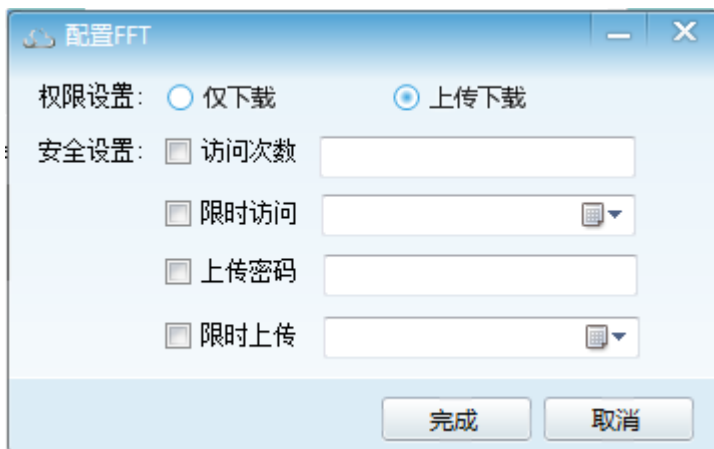 配置FFT
权限设置: 仅下载 上传下载
安全设置: 访问次数
限时访问
上传密码
限时上传
完成 取消